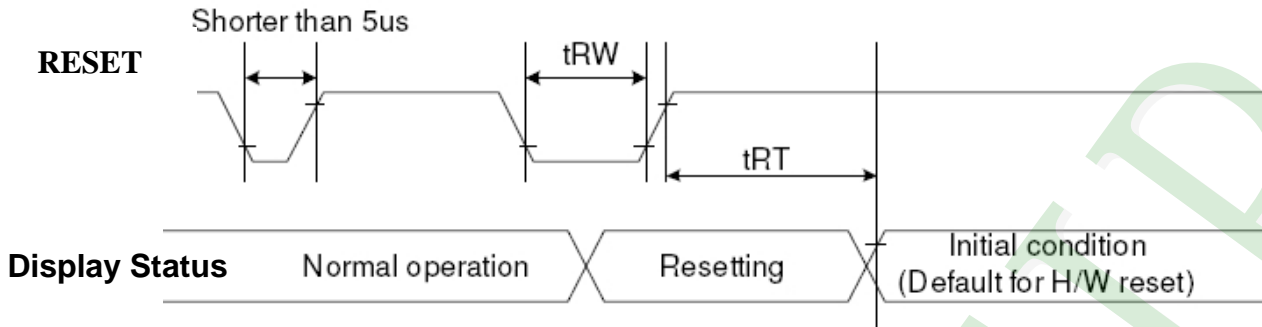 Shorter than 5us
RESET
tRW
tRT
Display Status
Normal operation
Resetting
Initial condition
(Default for H/W reset)